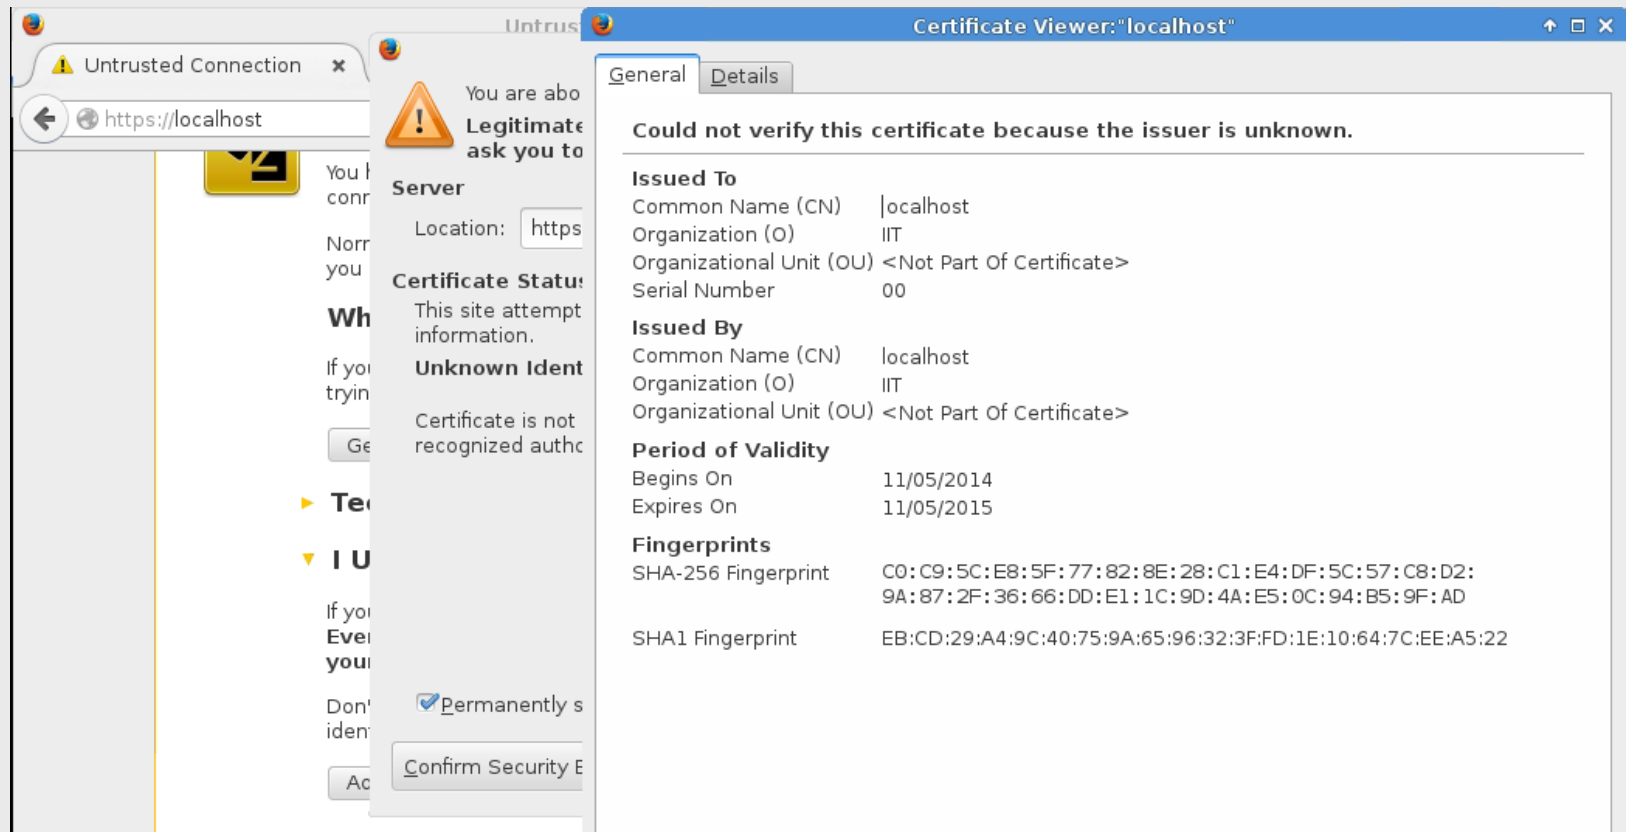 Untrus
Certificate Viewer:"localhost"
Untrusted Connection
https://localhost
You h
conn
Norr
you
Wh
If you
tryin
Ge
Tec
I U
If you
Ever
your
Don'
iden
Ad
You are abo
Legitimate
ask you to
Server
Location: https
Certificate Status
This site attempt
information.
Unknown Ident
Certificate is not
recognized autho
Permanently s
Confirm Security E
General Details
Could not verify this certificate because the issuer is unknown.
Issued To
Common Name (CN) localhost
Organization (O) IIT
Organizational Unit (OU) <Not Part Of Certificate>
Serial Number 00
Issued By
Common Name (CN) localhost
Organization (O) IIT
Organizational Unit (OU) <Not Part Of Certificate>
Period of Validity
Begins On 11/05/2014
Expires On 11/05/2015
Fingerprints
SHA-256 Fingerprint C0:C9:5C:E8:5F:77:82:8E:28:C1:E4:DF:5C:57:C8:D2:
9A:87:2F:36:66:DD:E1:1C:9D:4A:E5:0C:94:B5:9F:AD
SHA1 Fingerprint EB:CD:29:A4:9C:40:75:9A:65:96:32:3F:FD:1E:10:64:7C:EE:A5:22